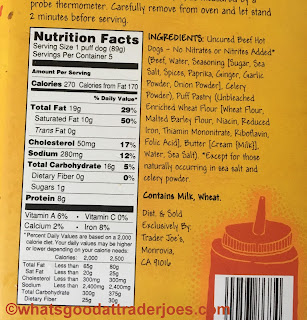 probe thermometer. Carefully remove from oven and let stand
2 minutes before serving.
Nutrition Facts
Serving Size 1 puff dog (89g)
Servings Per Container 5
Amount Per Serving
Calories 270 Calories from Fat 170
% Daily Value*
Total Fat 19g 29%
Saturated Fat 10g 50%
Trans Fat 0g
Cholesterol 50mg 17%
Sodium 280mg 12%
Total Carbohydrate 16g 5%
Dietary Fiber 0g 0%
Sugars 1g
Protein 8g
Vitamin A 6% • Vitamin C 0%
Calcium 2% • Iron 8%
*Percent Daily Values are based on a 2,000
calorie diet. Your daily values may be higher
or lower depending on your calorie needs:
Calories: 2,000 2,500
Total Fat Less than 65g 80g
Sat Fat Less than 20g 25g
Cholesterol Less than 300mg 300mg
Sodium Less than 2,400mg 2,400mg
Total Carbohydrate 300g 375g
Dietary Fiber 25g 30g
INGREDIENTS: Uncured Beef Hot
Dogs - No Nitrates or Nitrites Added*
(Beef, Water, Seasoning [Sugar, Sea
Salt, Spices, Paprika, Ginger, Garlic
Powder, Onion Powder], Celery
Powder), Puff Pastry (Unbleached
Enriched Wheat Flour [Wheat Flour,
Malted Barley Flour, Niacin, Reduced
Iron, Thiamin Mononitrate, Riboflavin,
Folic Acid], Butter [Cream (Milk)],
Water, Sea Salt). *Except for those
naturally occurring in sea salt and
celery powder.
Contains Milk, Wheat.
Dist. & Sold
Exclusively By:
Trader Joe's,
Monrovia,
CA 91016
©whatsgoodattraderjoes.com